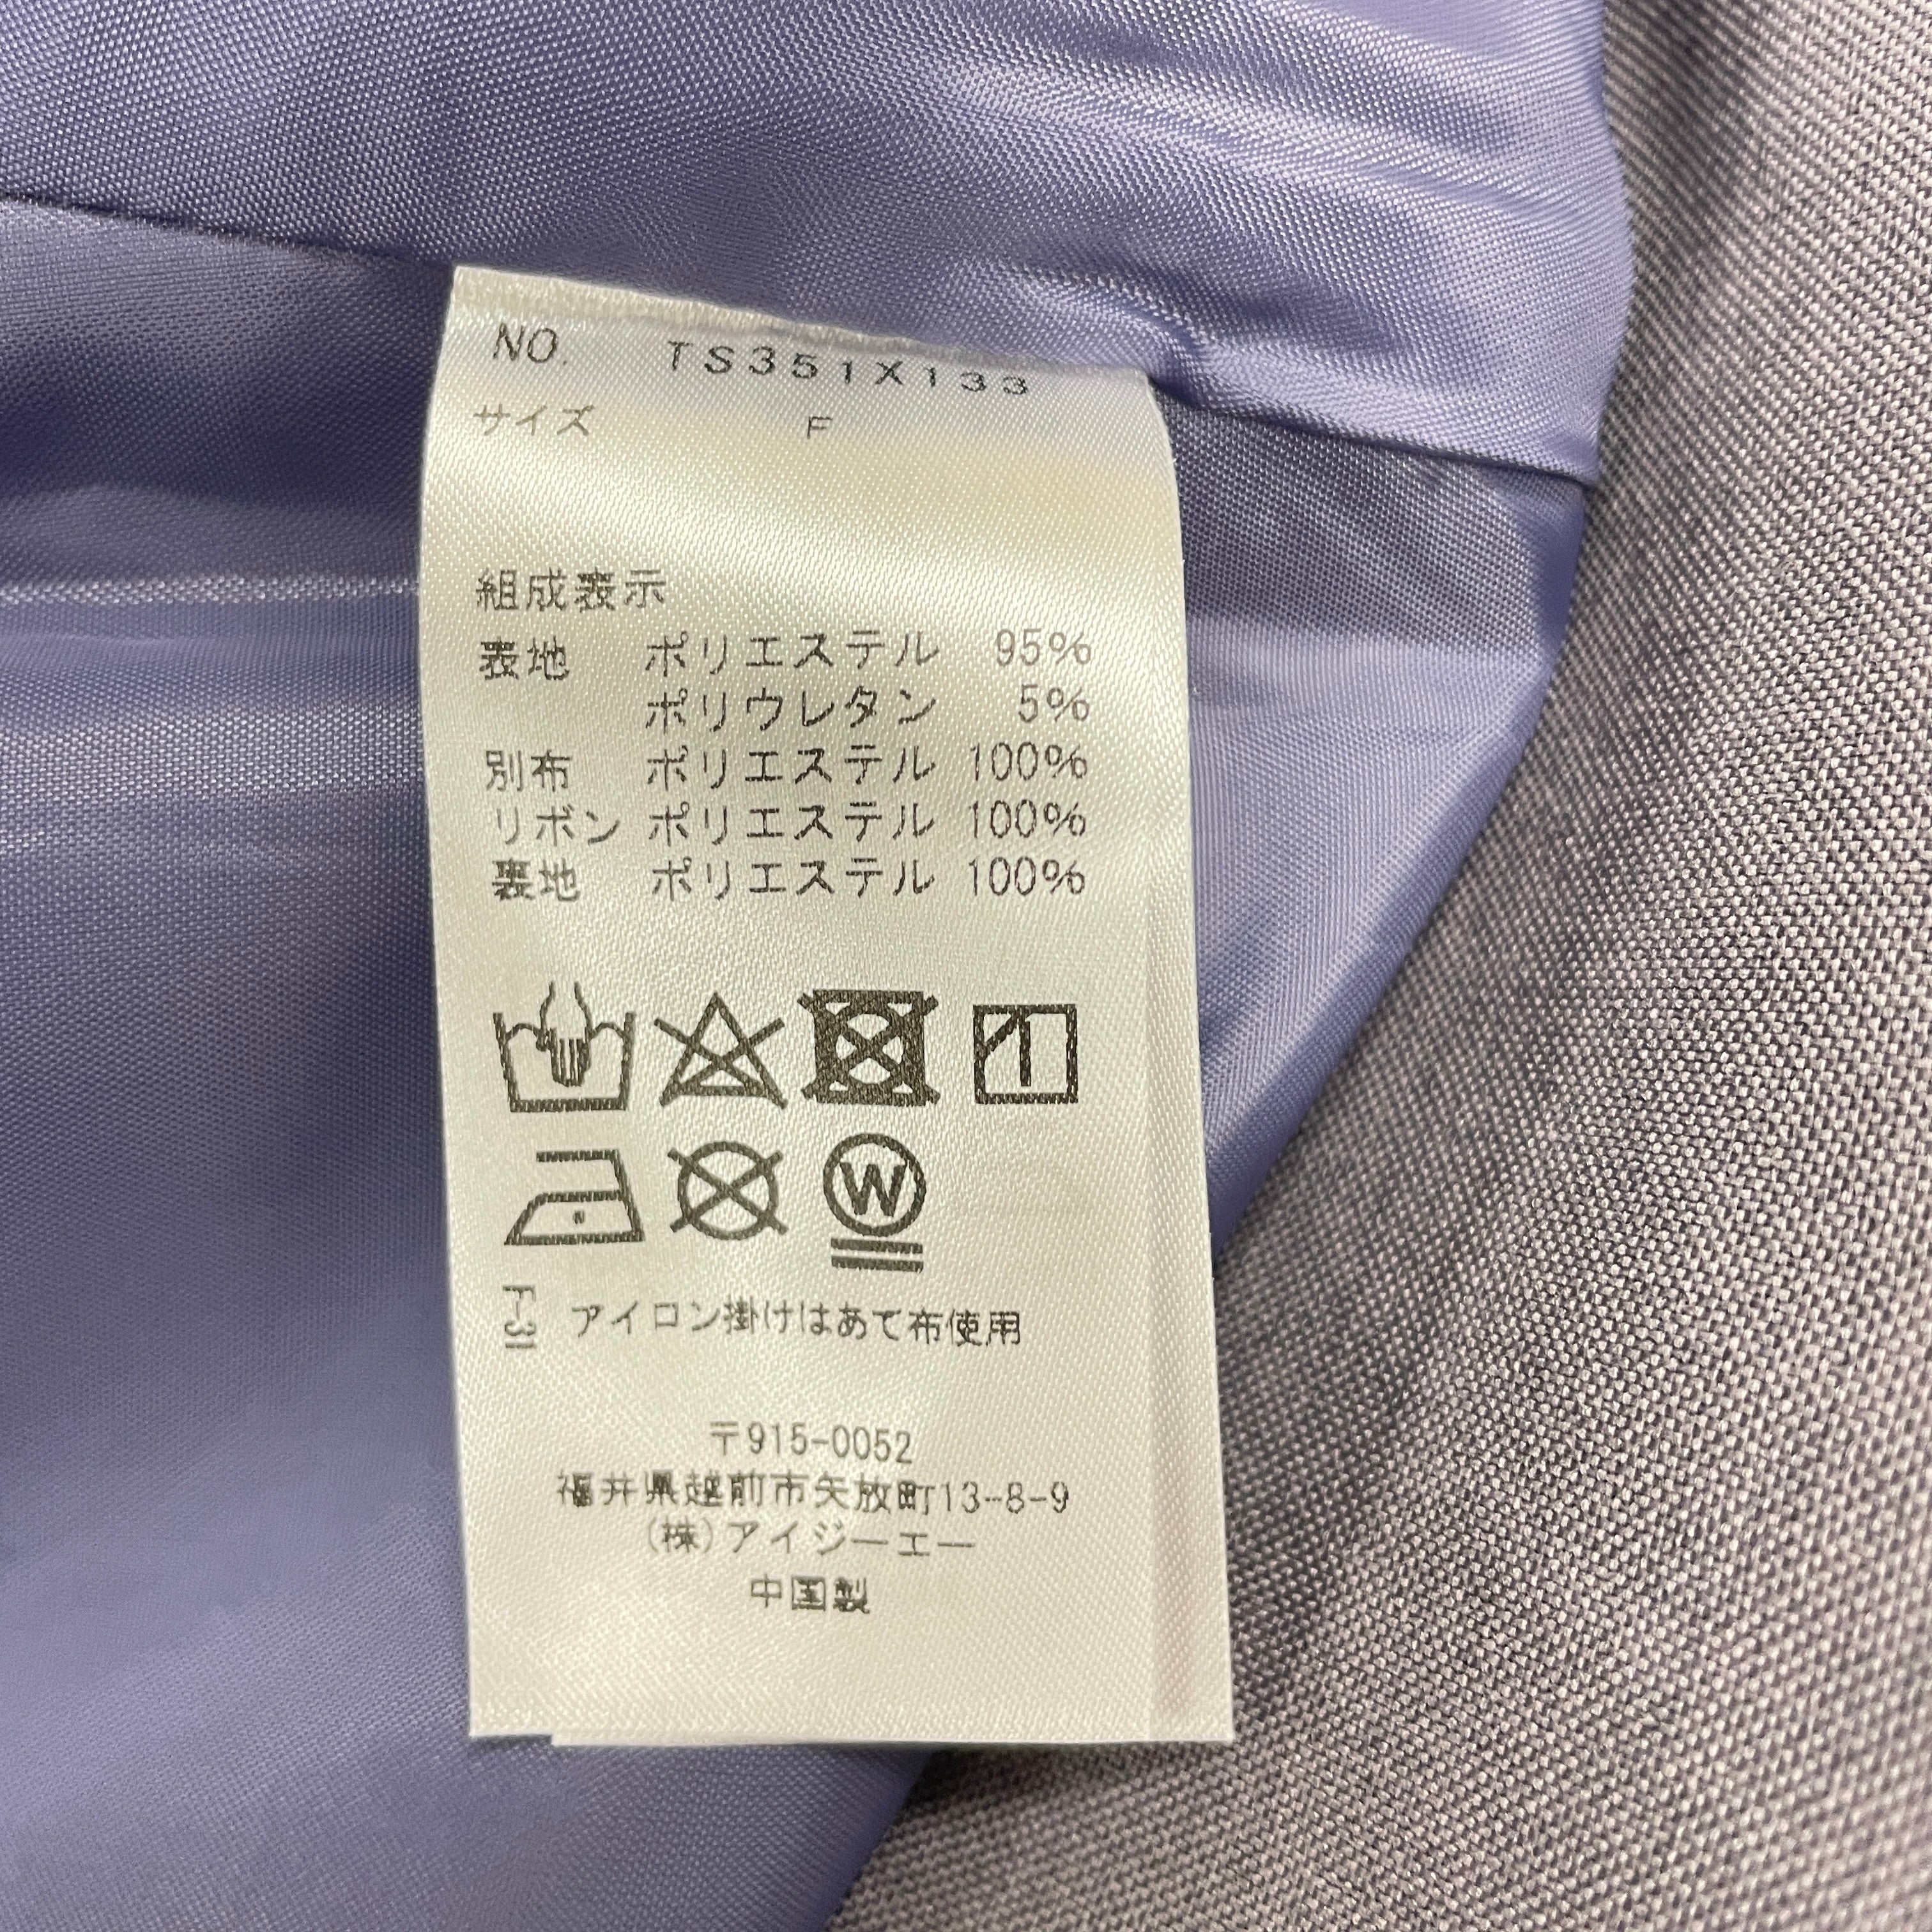 NO. TS351X133
サイズ F
組成表示
表地 ポリエステル 95%
ポリウレタン 5%
別布 ポリエステル 100%
リボン ポリエステル 100%
裏地 ポリエステル 100%
W
F-31 アイロン掛けはあて布使用
〒915-0052
福井県越前市矢放町13-8-9
(株)アイジーエー
中国製